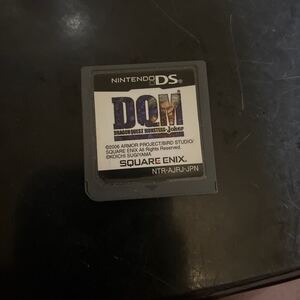 NINTENDO DS
DQM
DRAGON QUEST MONSTERS Joker
©2006 ARMOR PROJECT/BIRD STUDIO/
SQUARE ENIX All Rights Reserved.
©KOICHI SUGIYAMA
SQUARE ENIX.
NTR-AJRJ-JPN